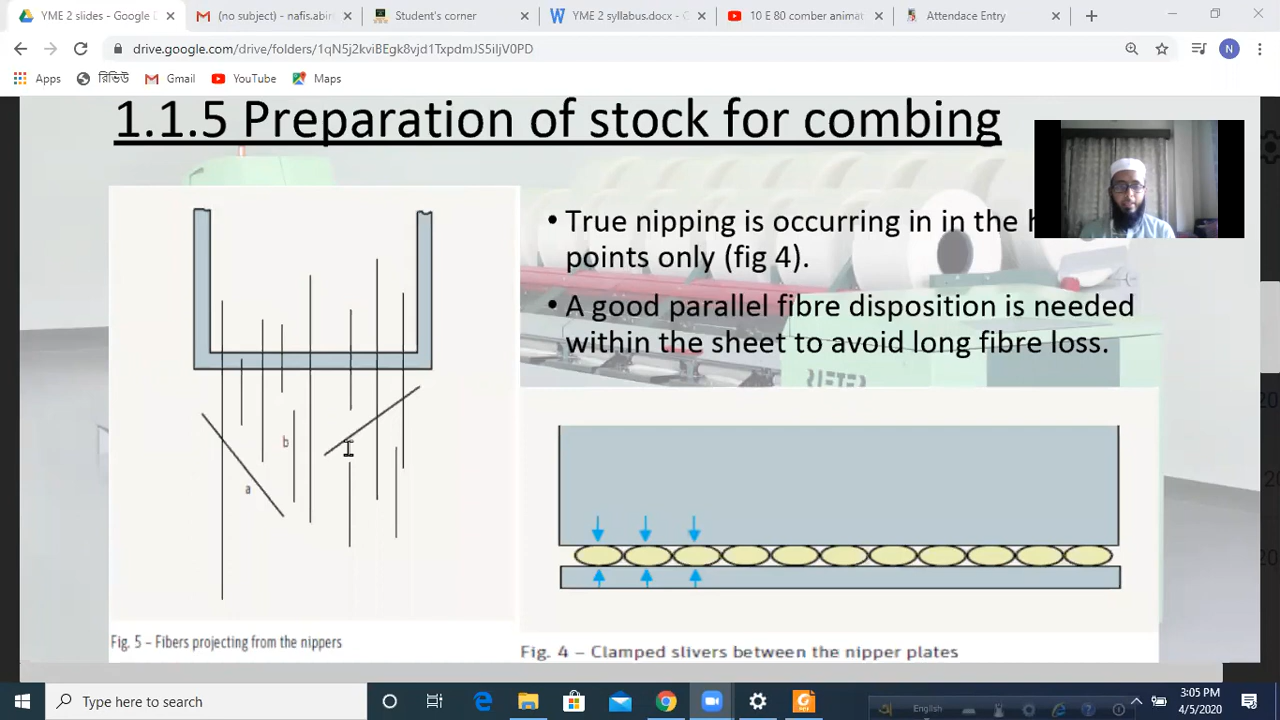 YME 2 slides - Google D
(no subject) - nafis.abir
Student's corner
YME 2 syllabus.docx - G
10 E 80 comber animat
Attendace Entry
drive.google.com/drive/folders/1qN5j2kviBEgk8vjd1TxpdmJS5iIjV0PD
N
Apps
Gmail
YouTube
Maps
1.1.5 Preparation of stock for combing
• True nipping is occurring in in the h
points only (fig 4).
• A good parallel fibre disposition is needed
within the sheet to avoid long fibre loss.
RIETER
b
a
Fig. 5 – Fibers projecting from the nippers
Fig. 4 – Clamped slivers between the nipper plates
Type here to search
English
3:05 PM
4/5/2020